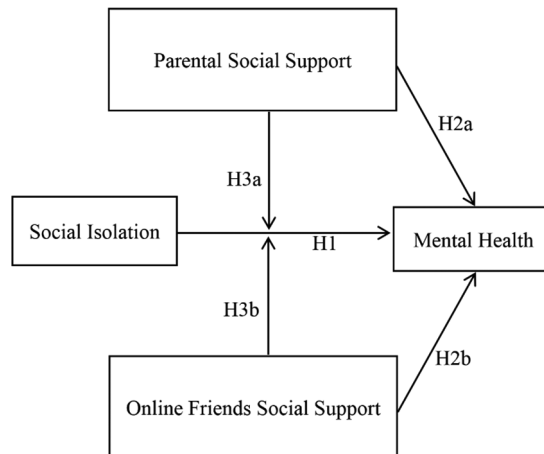 Parental Social Support
H2a
H3a
Social Isolation
H1
Mental Health
H3b
H2b
Online Friends Social Support